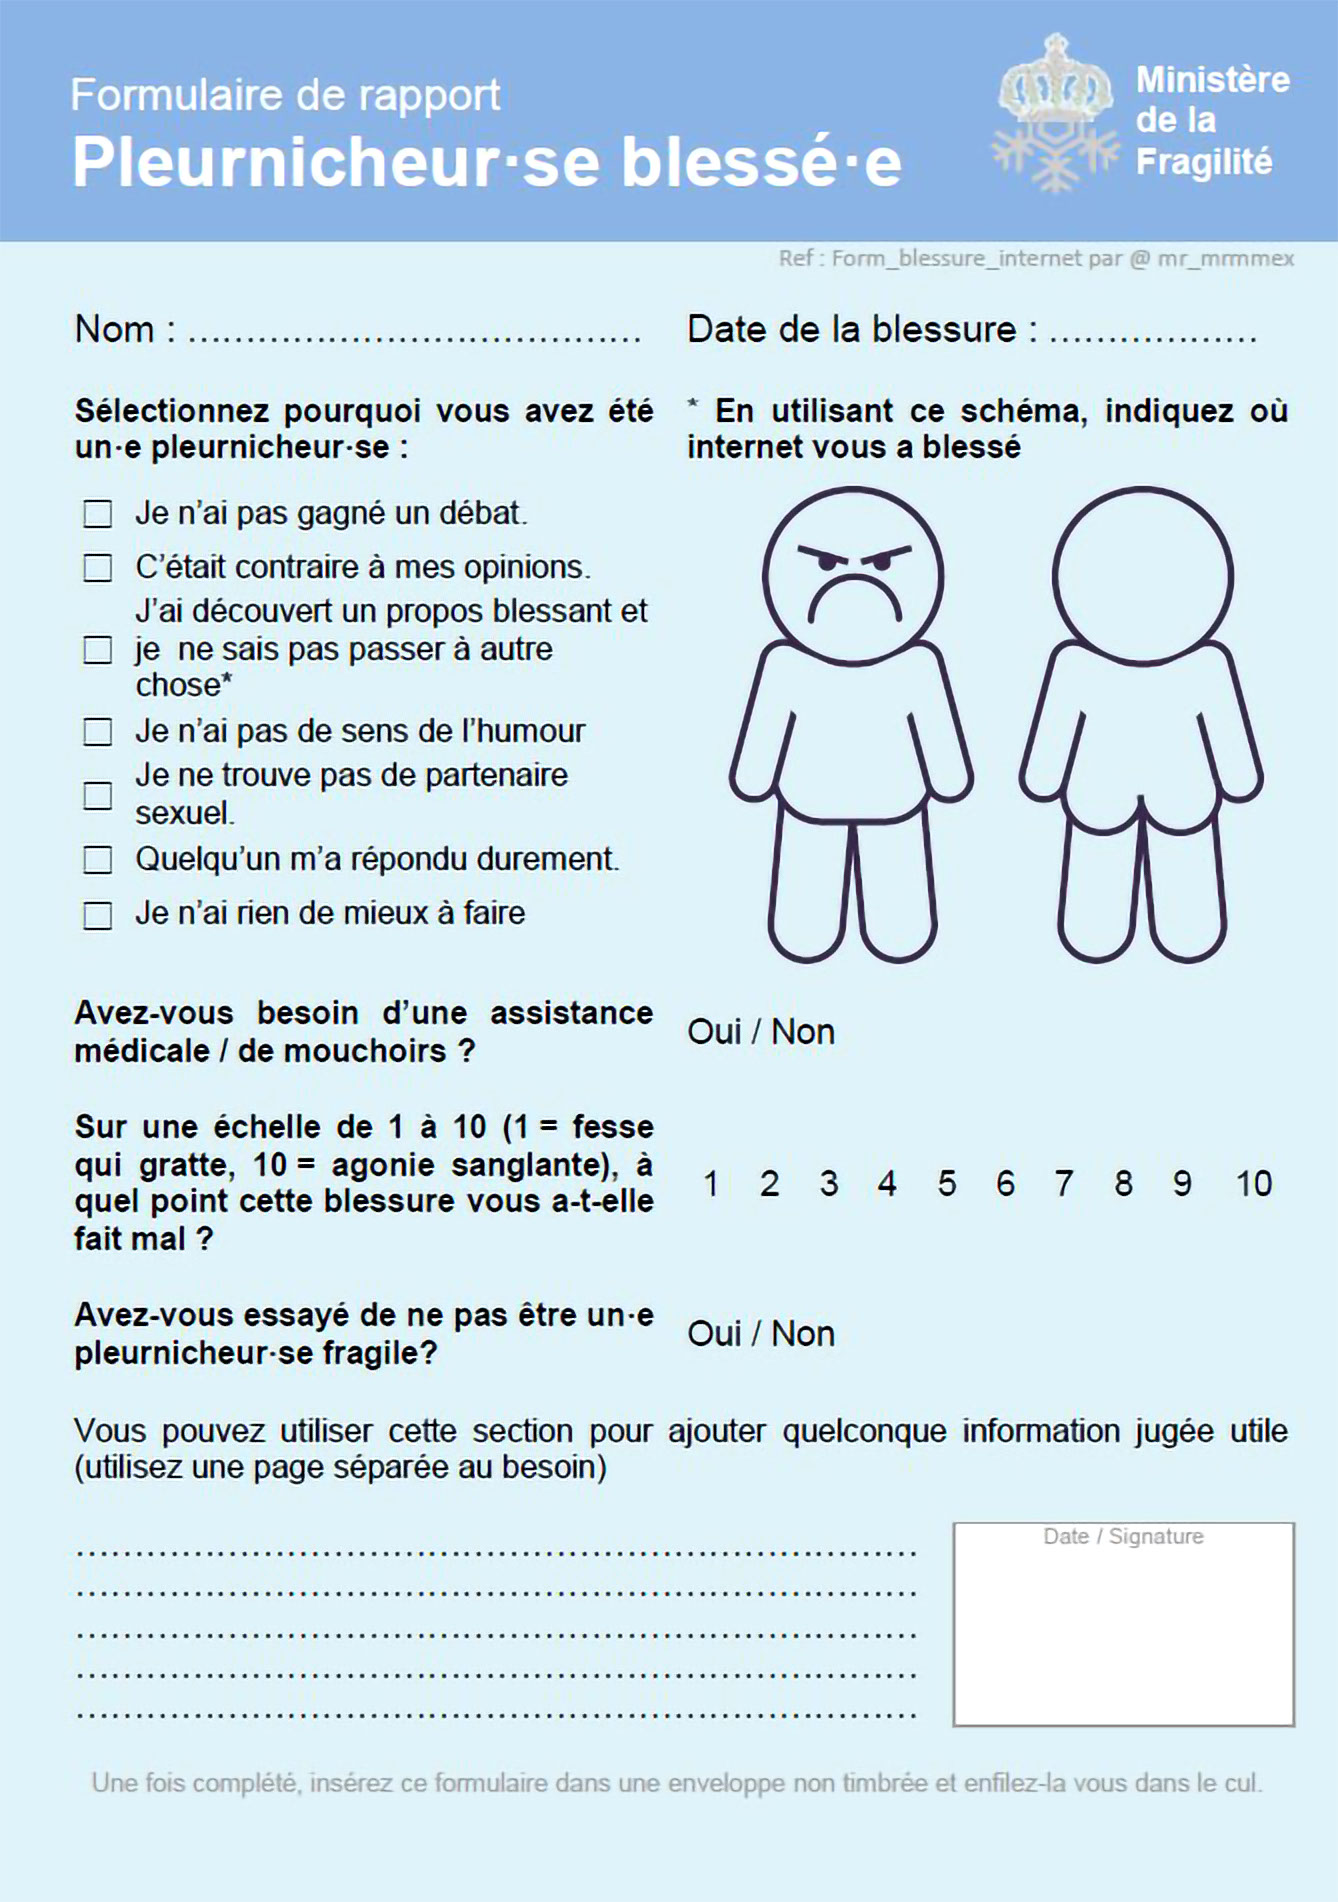 Formulaire de rapport
Pleurnicheur·se blessé·e
Ministère
de la
Fragilité
Ref : Form_blessure_internet par @ mr_mrmmex
Nom : .......................................
Date de la blessure : ..................
Sélectionnez pourquoi vous avez été
un·e pleurnicheur·se :
Je n’ai pas gagné un débat.
C’était contraire à mes opinions.
J’ai découvert un propos blessant et
je  ne sais pas passer à autre
chose*
Je n’ai pas de sens de l’humour
Je ne trouve pas de partenaire
sexuel.
Quelqu’un m’a répondu durement.
Je n’ai rien de mieux à faire
* En utilisant ce schéma, indiquez où
internet vous a blessé
Avez-vous besoin d’une assistance
médicale / de mouchoirs ?
Oui / Non
Sur une échelle de 1 à 10 (1 = fesse
qui gratte, 10 = agonie sanglante), à
quel point cette blessure vous a-t-elle
fait mal ?
1 2 3 4 5 6 7 8 9 10
Avez-vous essayé de ne pas être un·e
pleurnicheur·se fragile?
Oui / Non
Vous pouvez utiliser cette section pour ajouter quelconque information jugée utile
(utilisez une page séparée au besoin)
Date / Signature
Une fois complété, insérez ce formulaire dans une enveloppe non timbrée et enfilez-la vous dans le cul.